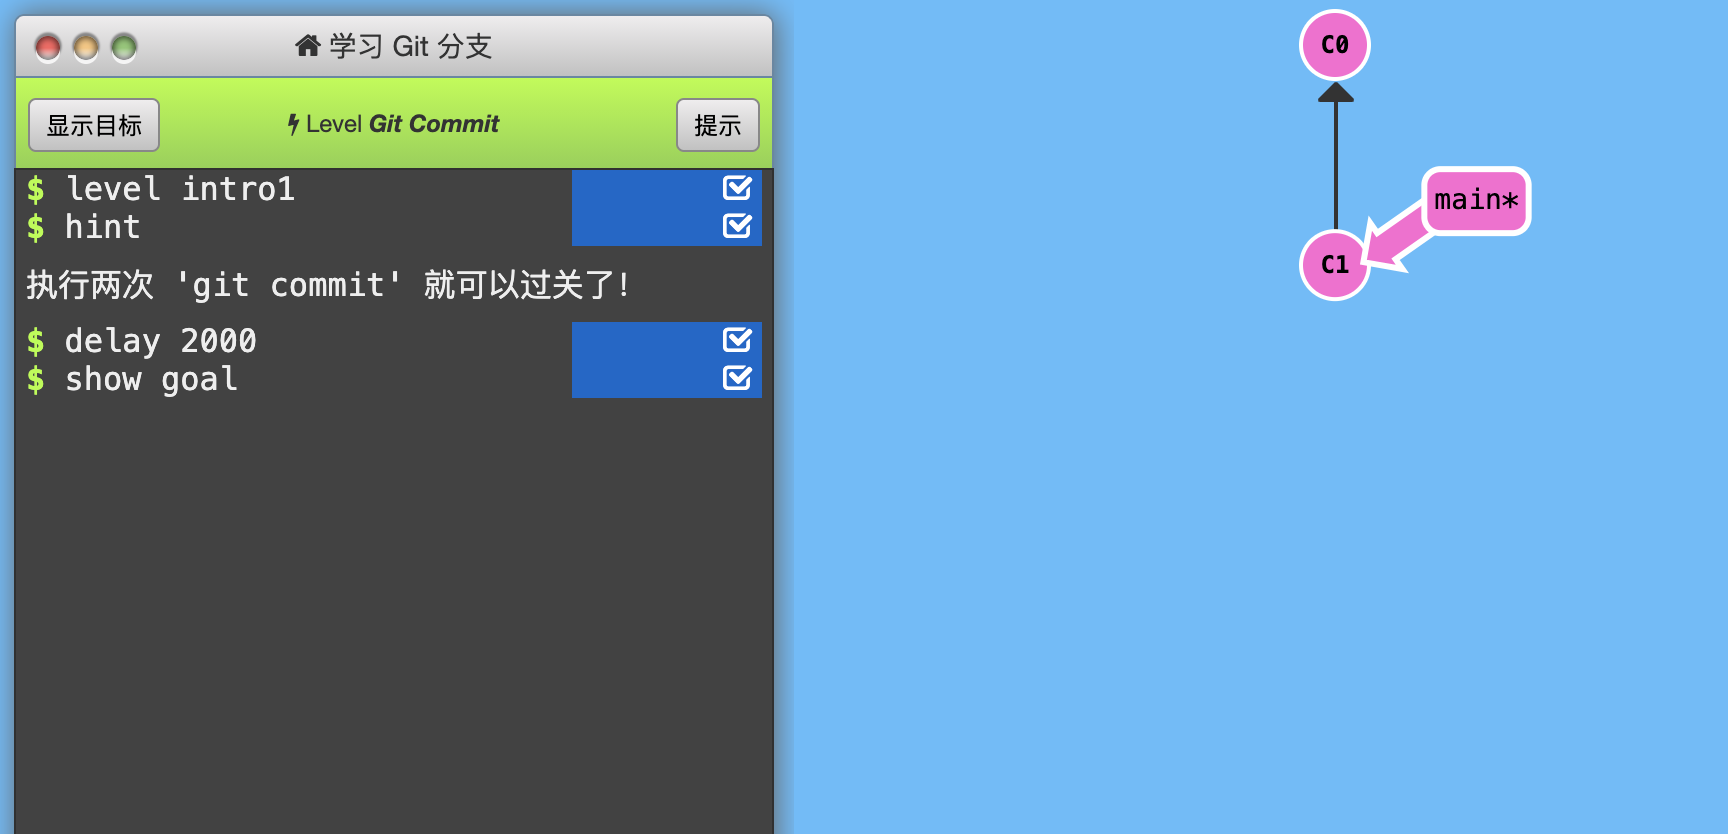 学习 Git 分支
显示目标
Level Git Commit
提示
$ level intro1
$ hint
执行两次 'git commit' 就可以过关了！
$ delay 2000
$ show goal
C0
main*
C1